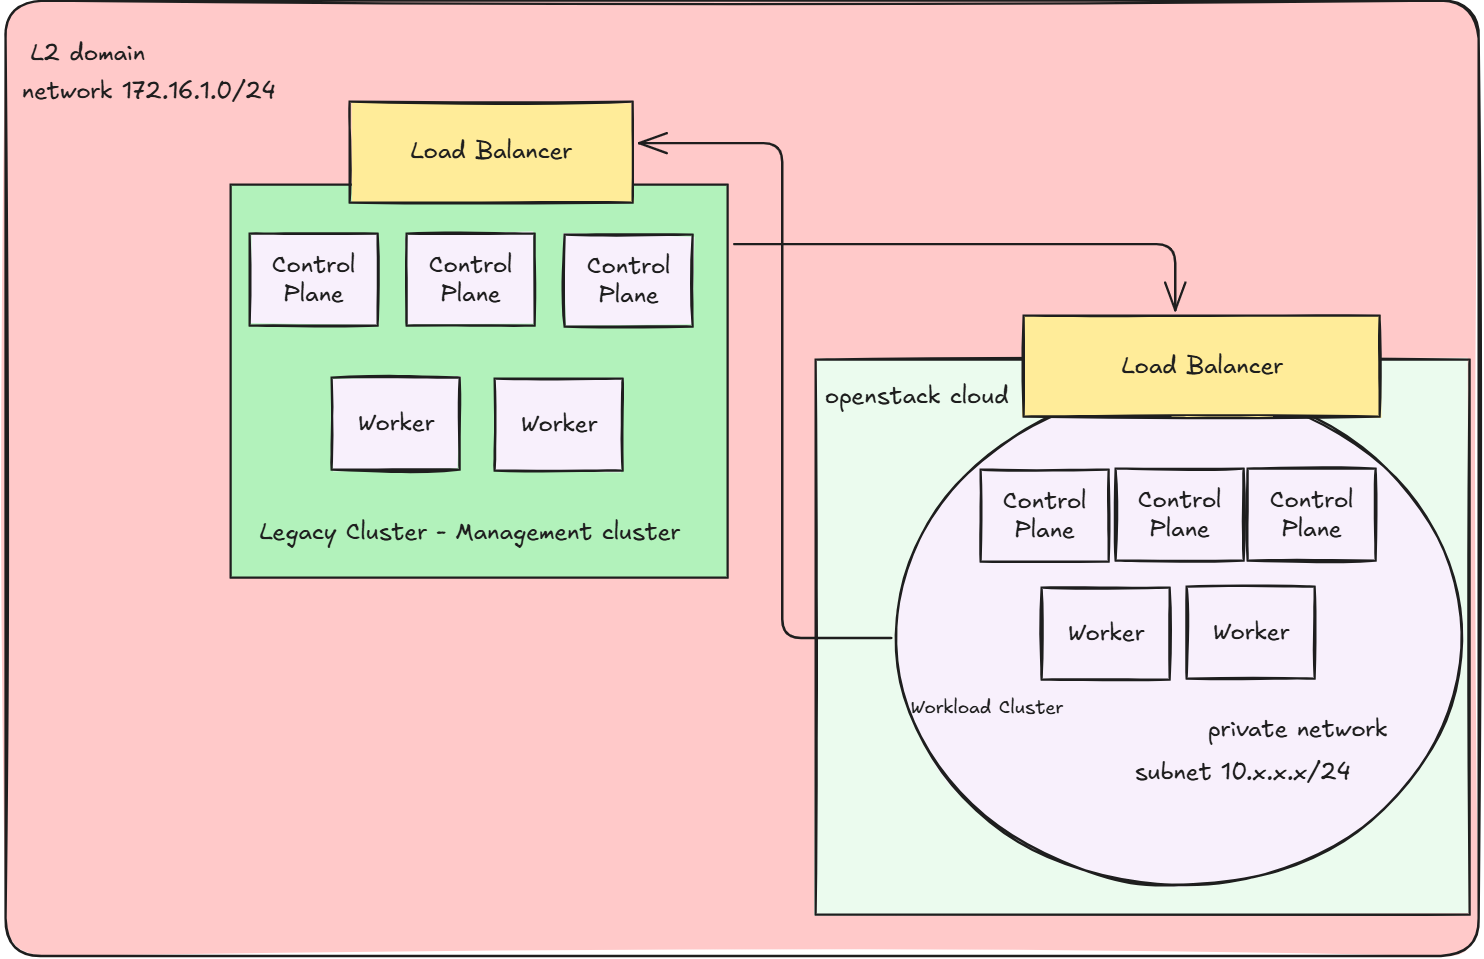 L2 domain
network 172.16.1.0/24
Load Balancer
Control
Plane
Control
Plane
Control
Plane
Worker
Worker
Legacy Cluster - Management cluster
Load Balancer
openstack cloud
Control
Plane
Control
Plane
Control
Plane
Worker
Worker
Workload Cluster
private network
subnet 10.x.x.x/24